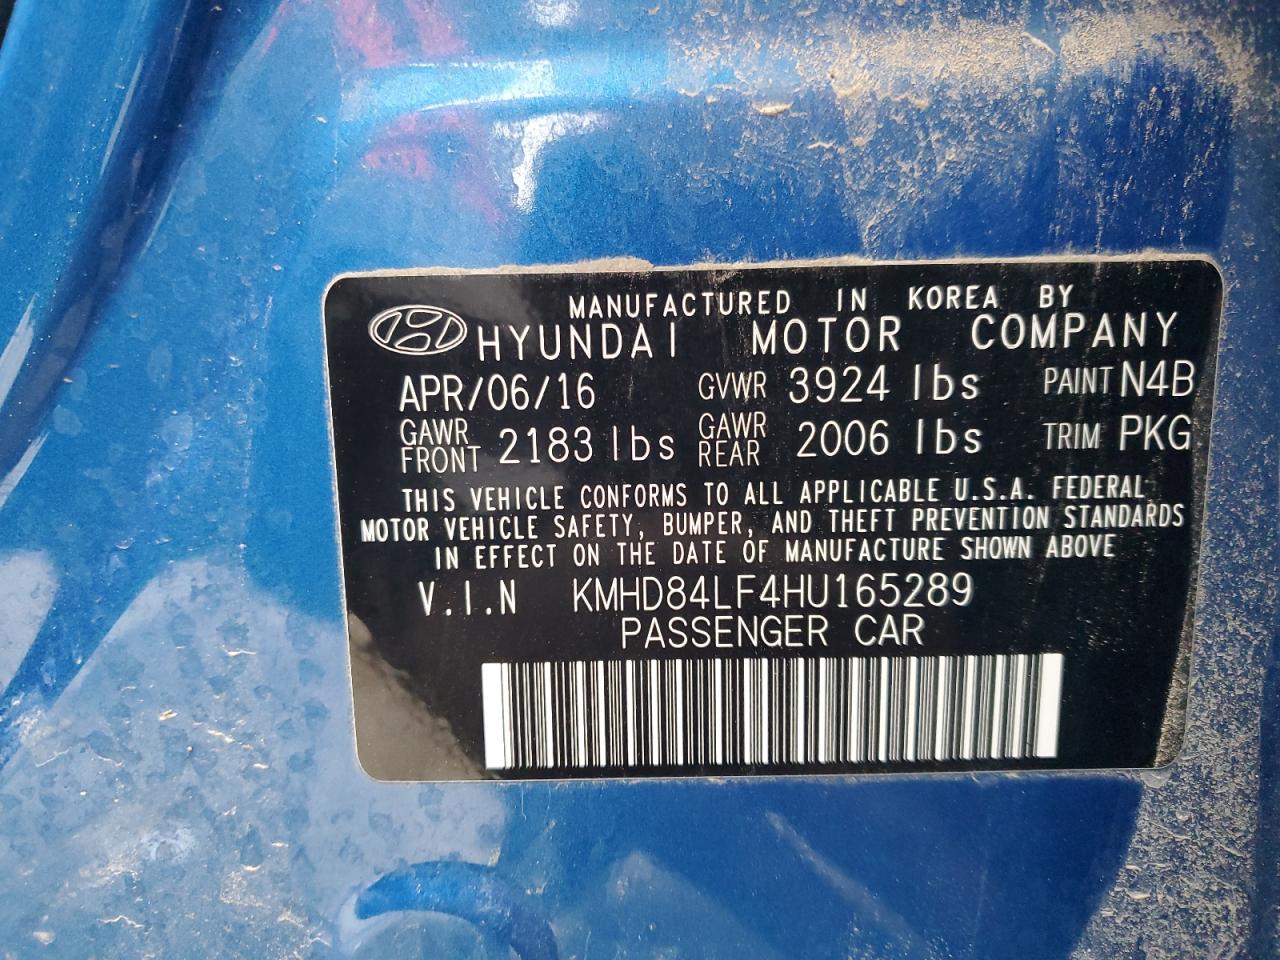 MANUFACTURED IN KOREA BY
HYUNDAI MOTOR COMPANY
APR/06/16 GVWR 3924 lbs PAINT N4B
GAWR FRONT 2183 lbs GAWR REAR 2006 lbs TRIM PKG
THIS VEHICLE CONFORMS TO ALL APPLICABLE U.S.A. FEDERAL
MOTOR VEHICLE SAFETY, BUMPER, AND THEFT PREVENTION STANDARDS
IN EFFECT ON THE DATE OF MANUFACTURE SHOWN ABOVE
V.I.N KMHD84LF4HU165289
PASSENGER CAR